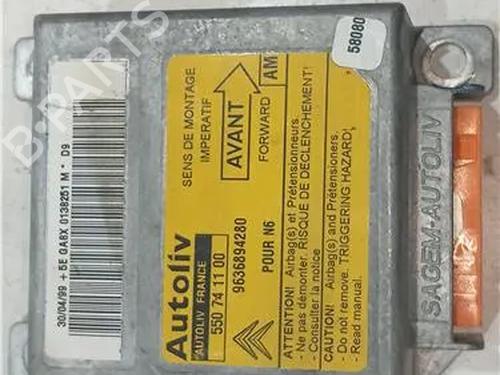 B PARTS
58080
AM
SENS DE MONTAGE
IMPERATIF
AVANT
FORWARD
Autoliv
AUTOLIV FRANCE
550 74 11 00
9636894280
POUR N6
ATTENTION! Airbag(s) et Prétensionneurs.
- Ne pas démonter. RISQUE DE DECLENCHEMENT!
- Consulter la notice
CAUTION! Airbag(s) and Pretensioners.
- Do not remove. TRIGGERING HAZARD!
- Read manual.
30/04/99 + 5E GA8X 0138251 M * D9
SAGEM-AUTOLIV